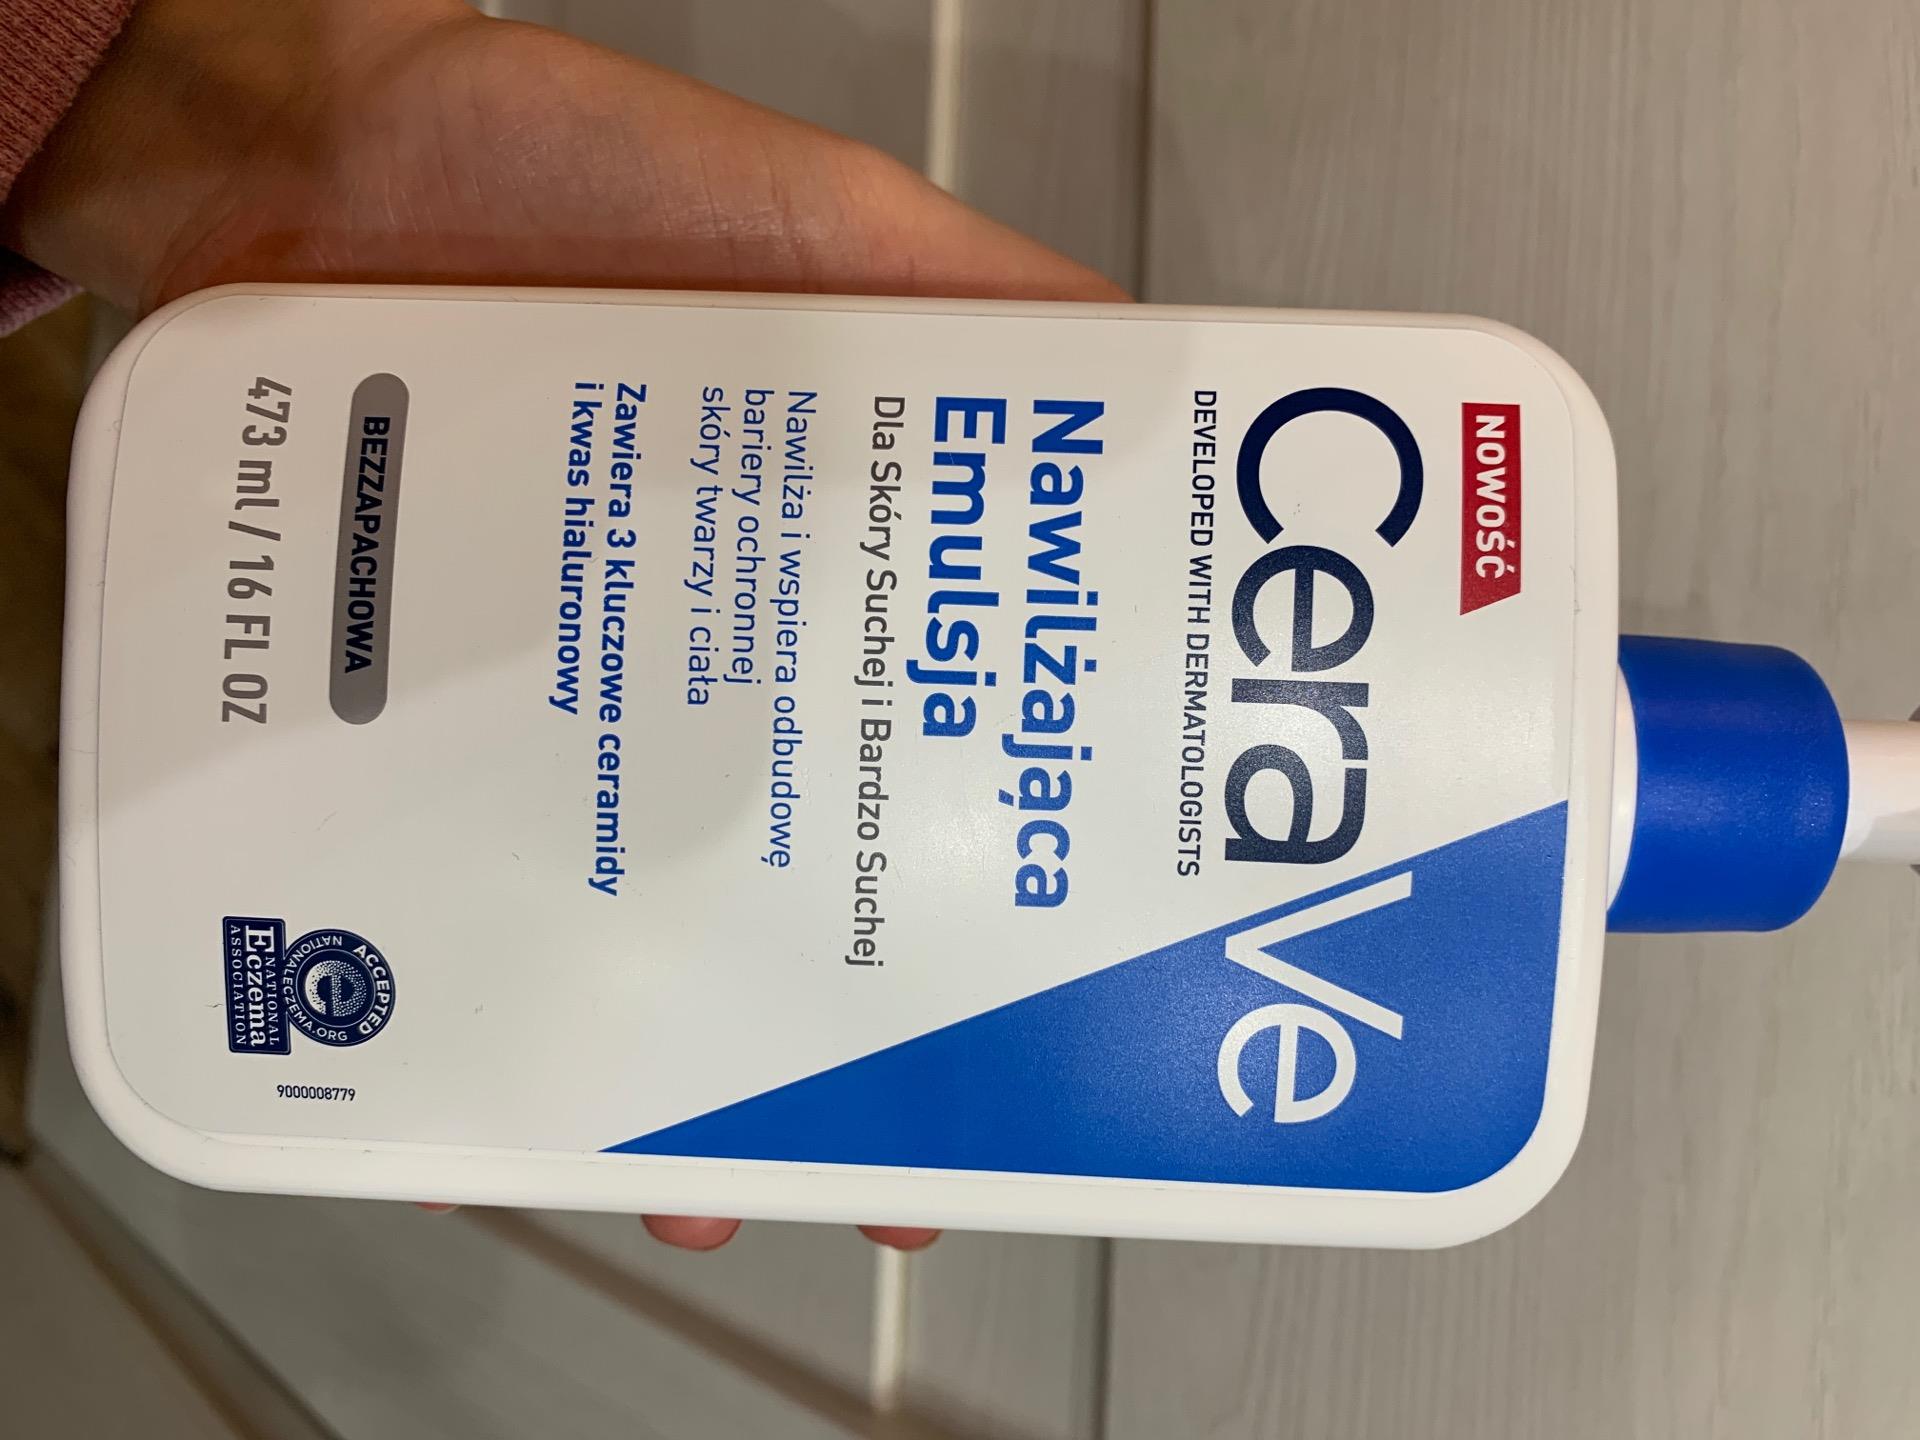 NOWOŚĆ
CeraVe
DEVELOPED WITH DERMATOLOGISTS
Nawilżająca
Emulsja
Dla Skóry Suchej i Bardzo Suchej
Nawilża i wspiera odbudowę
bariery ochronnej
skóry twarzy i ciała
Zawiera 3 kluczowe ceramidy
i kwas hialuronowy
BEZZAPACHOWA
473 ml / 16 FL OZ
ACCEPTED
NATIONALECZEMA.ORG
e
NATIONAL
Eczema
ASSOCIATION
9000008779